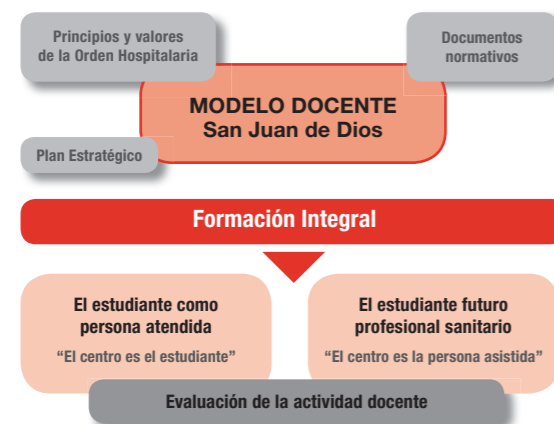 Principios y valores
de la Orden Hospitalaria
Documentos
normativos
MODELO DOCENTE
San Juan de Dios
Plan Estratégico
Formación Integral
El estudiante como
persona atendida
“El centro es el estudiante”
El estudiante futuro
profesional sanitario
“El centro es la persona asistida”
Evaluación de la actividad docente